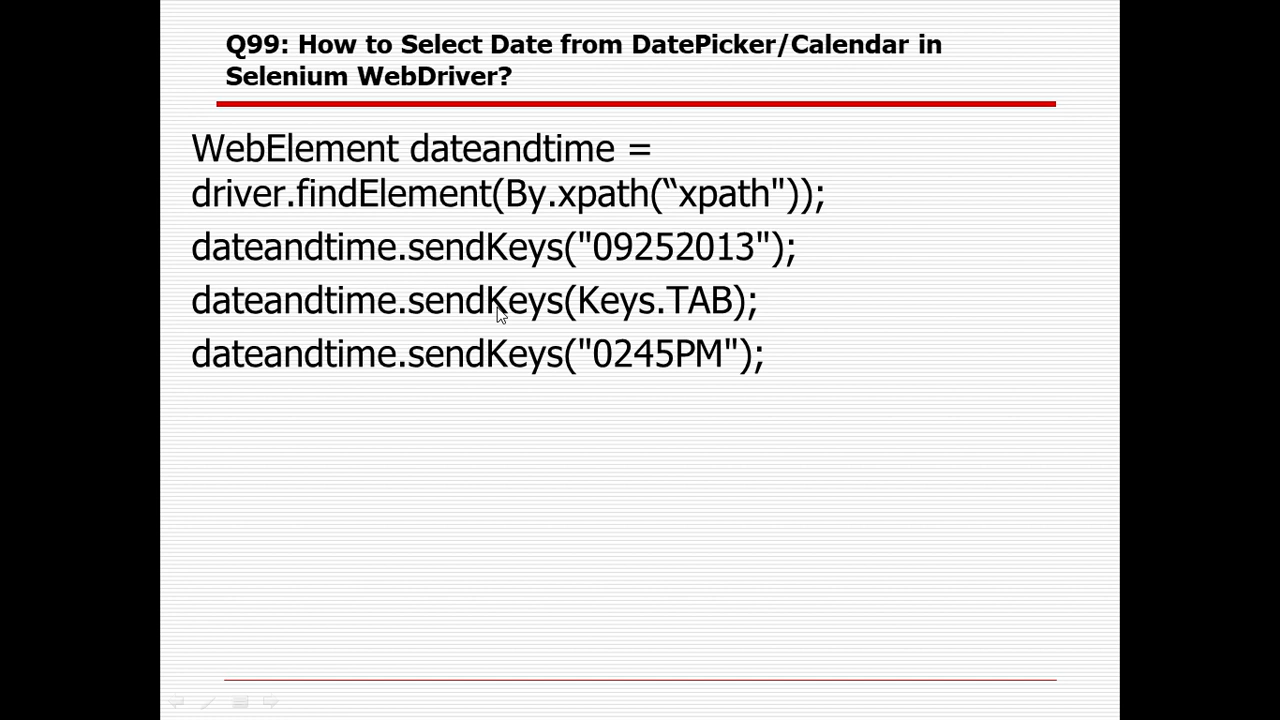 Q99: How to Select Date from DatePicker/Calendar in
Selenium WebDriver?
WebElement dateandtime =
driver.findElement(By.xpath(“xpath"));
dateandtime.sendKeys("09252013");
dateandtime.sendKeys(Keys.TAB);
dateandtime.sendKeys("0245PM");